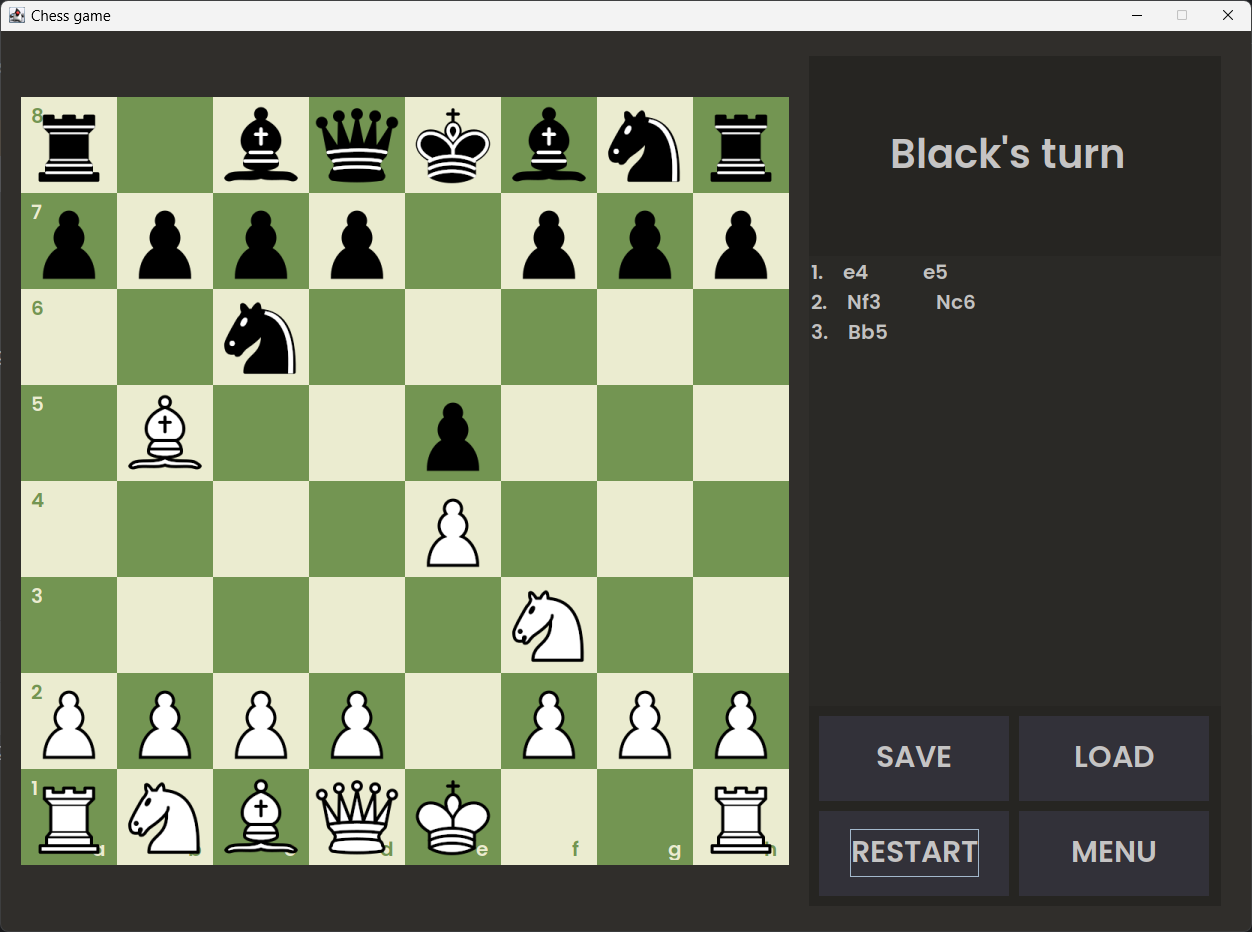 Chess game
Black's turn
8
7
6
5
4
3
2
1
a b c d e f g h
1. e4 e5
2. Nf3 Nc6
3. Bb5
SAVE LOAD
RESTART MENU